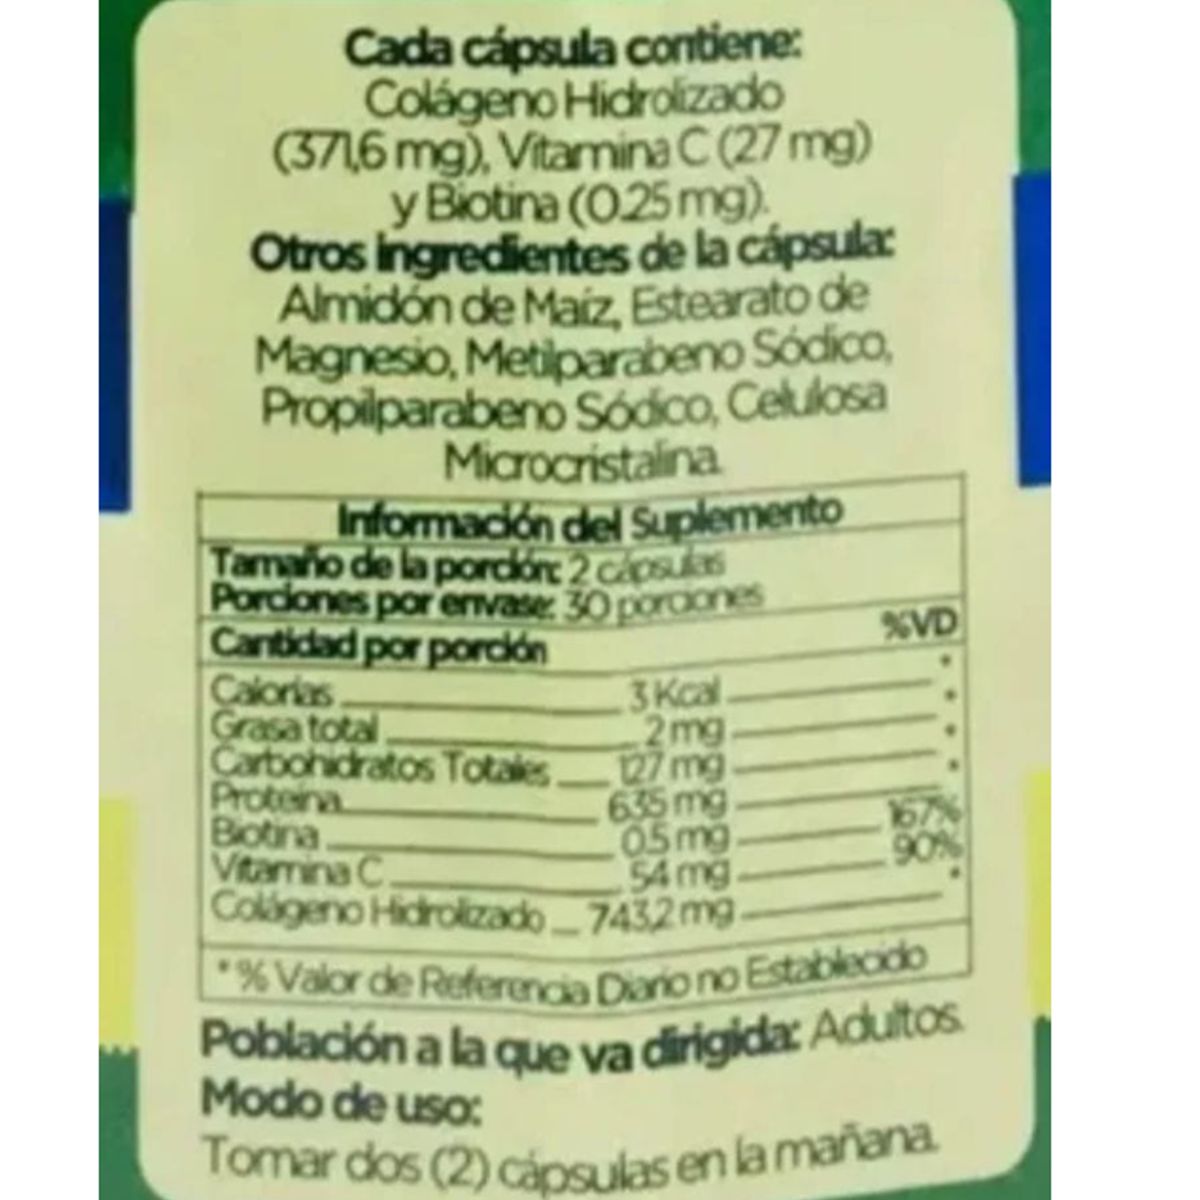 Cada cápsula contiene:
Colágeno Hidrolizado
(371,6 mg), Vitamina C (27 mg)
y Biotina (0.25 mg).
Otros ingredientes de la cápsula:
Almidón de Maíz, Estearato de
Magnesio, Metilparabeno Sódico,
Propilparabeno Sódico, Celulosa
Microcristalina.
Información del Suplemento
Tamaño de la porción: 2 cápsulas
Porciones por envase: 30 porciones
Cantidad por porción %VD
Calorías 3 Kcal *
Grasa total 2 mg *
Carbohidratos Totales 127 mg *
Proteína 635 mg *
Biotina 0.5 mg 167%
Vitamina C 54 mg 90%
Colágeno Hidrolizado 743,2 mg *
*% Valor de Referencia Diario no Establecido
Población a la que va dirigida: Adultos.
Modo de uso:
Tomar dos (2) cápsulas en la mañana.